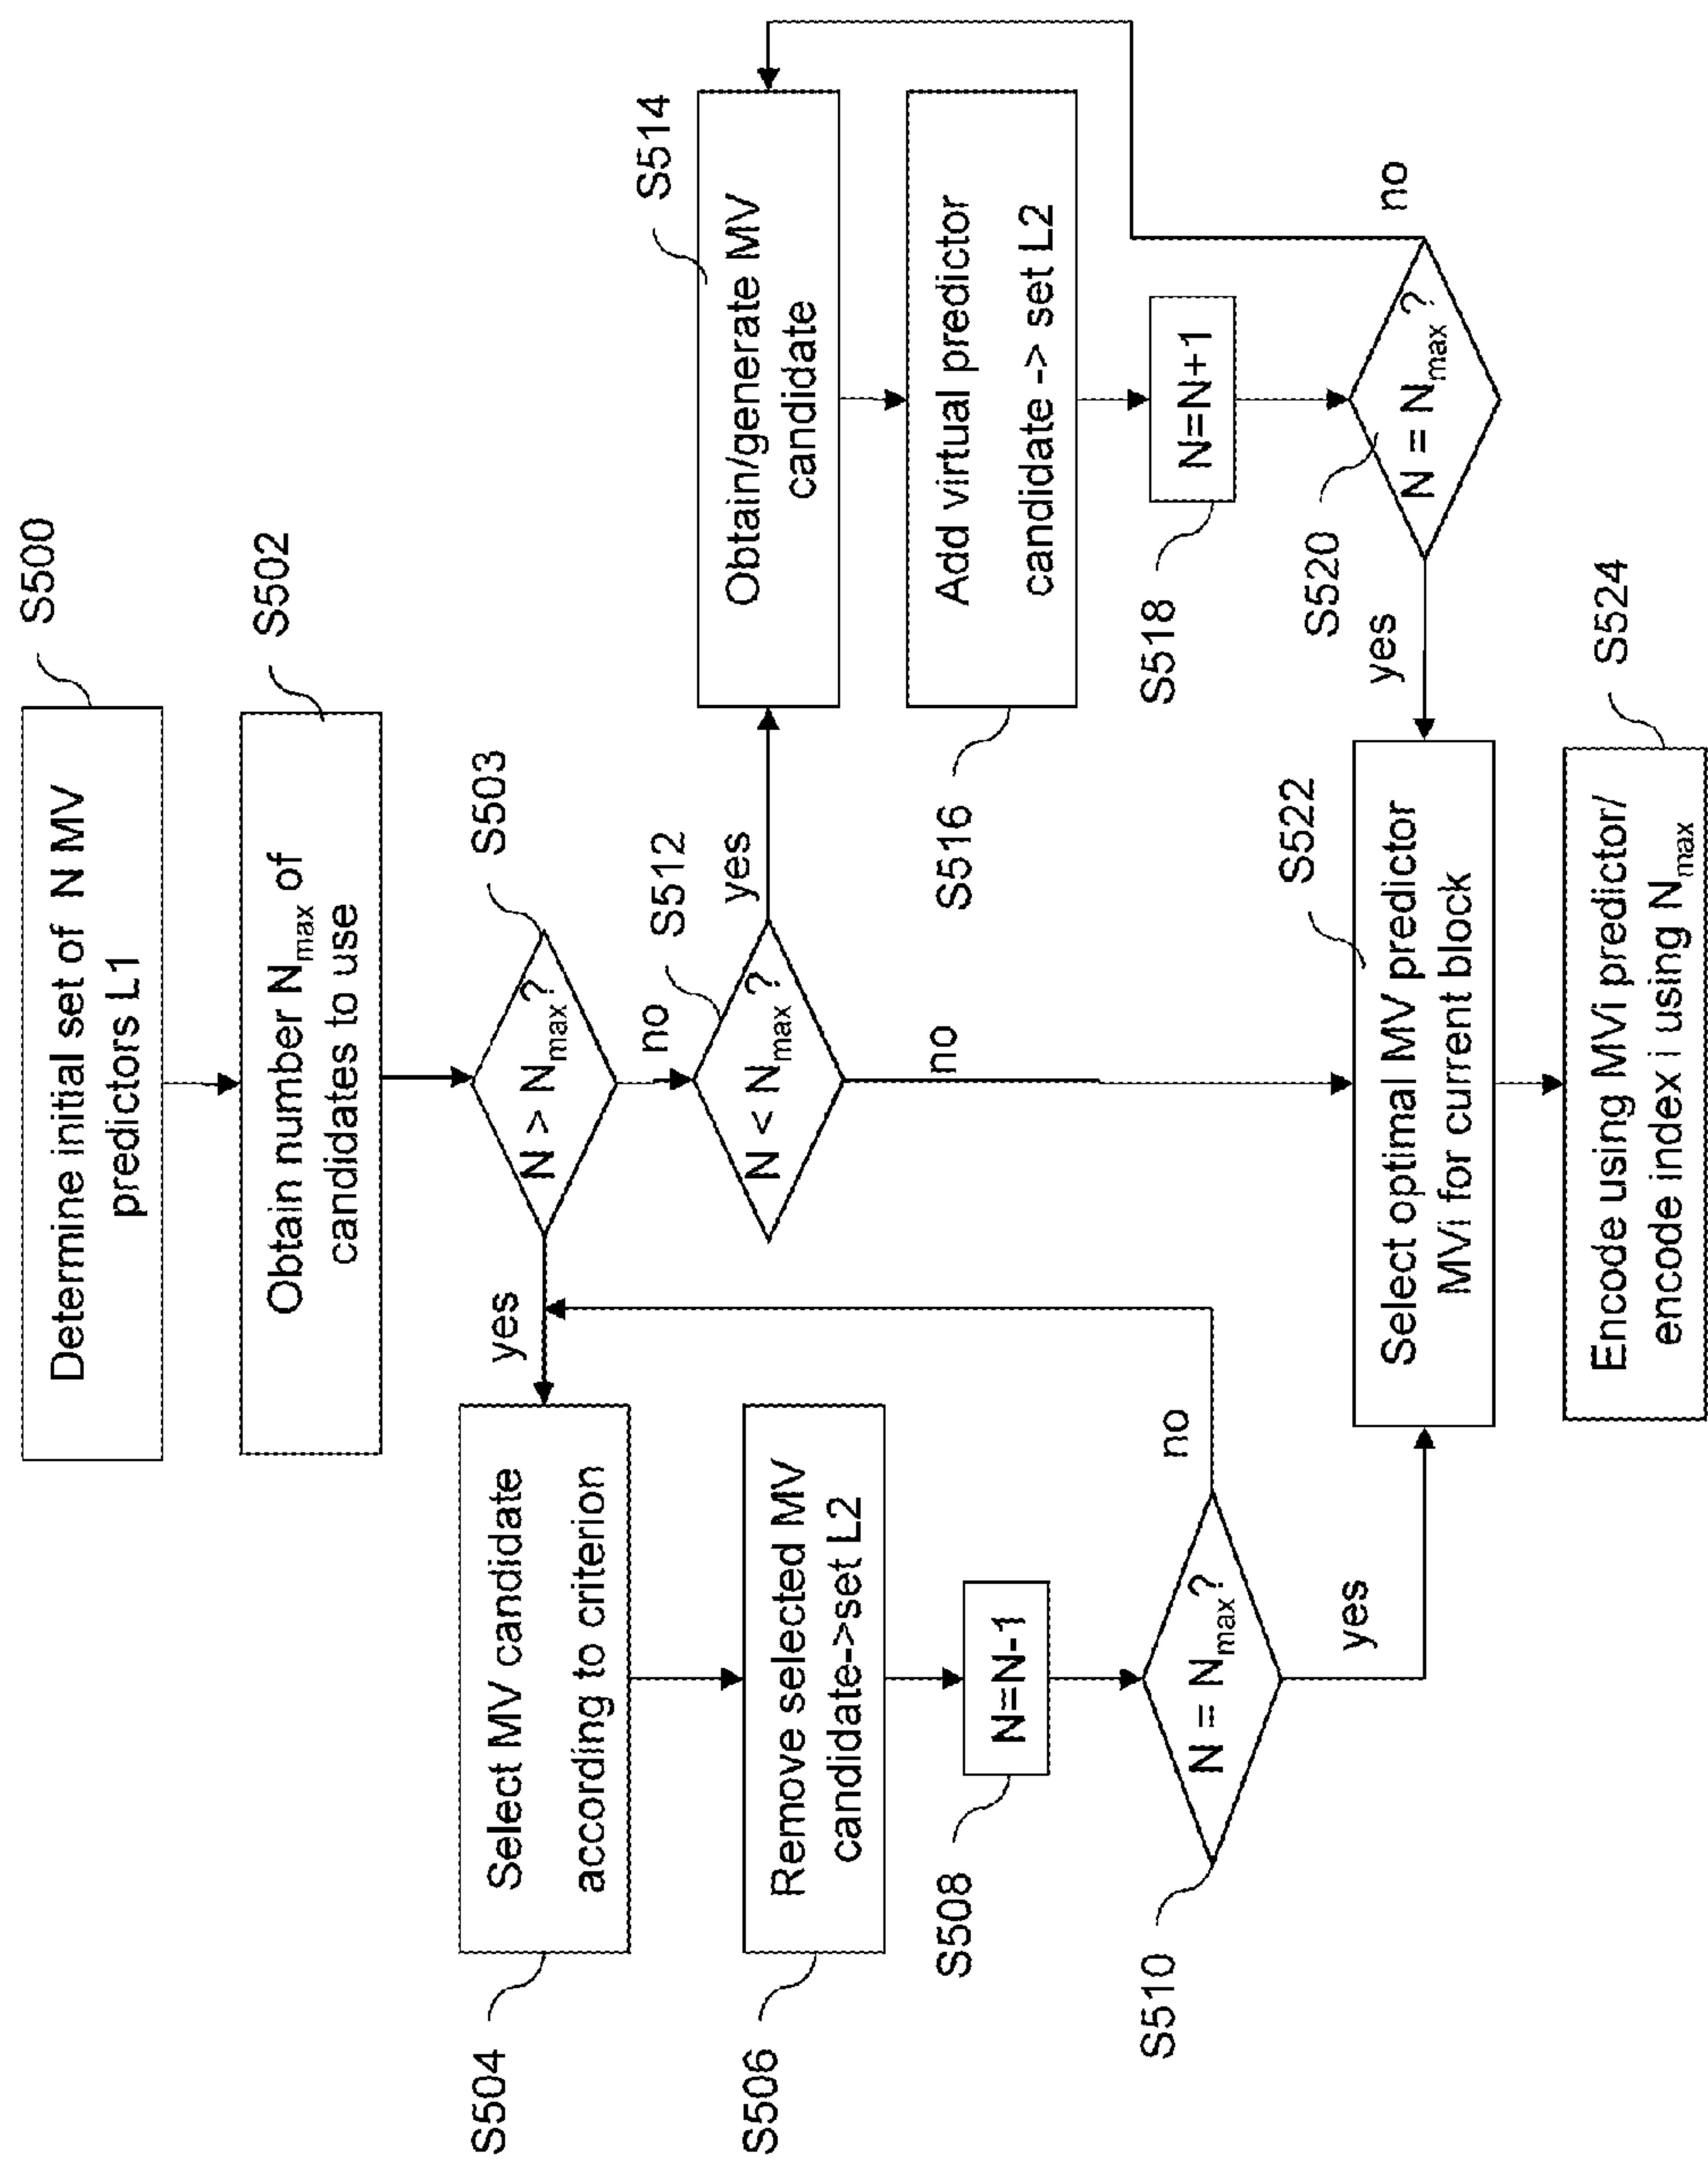 Determine initial set of N MV
predictors L1
S500
Obtain number Nmax of
candidates to use
S502
N > Nmax?
S503
yes
no
Select MV candidate
according to criterion
S504
Remove selected MV
candidate->set L2
S506
N=N-1
S508
N = Nmax?
S510
no
yes
N < Nmax?
S512
yes
no
Obtain/generate MV
candidate
S514
Add virtual predictor
candidate -> set L2
S516
N=N+1
S518
N = Nmax?
S520
no
yes
Select optimal MV predictor
MVi for current block
S522
Encode using MVi predictor/
encode index i using Nmax
S524